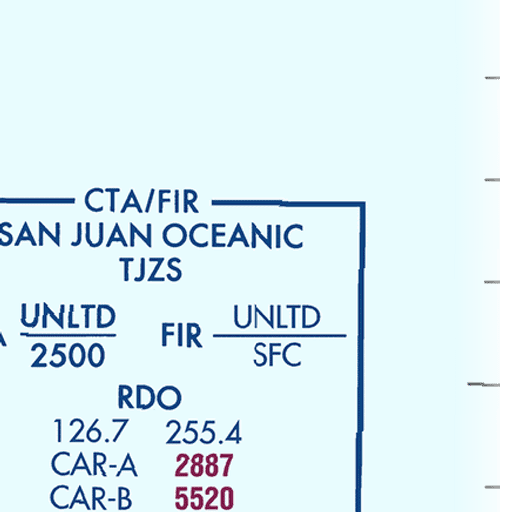 CTA/FIR
SAN JUAN OCEANIC
TJZS
UNLTD FIR UNLTD
2500 SFC
RDO
126.7 255.4
CAR-A 2887
CAR-B 5520